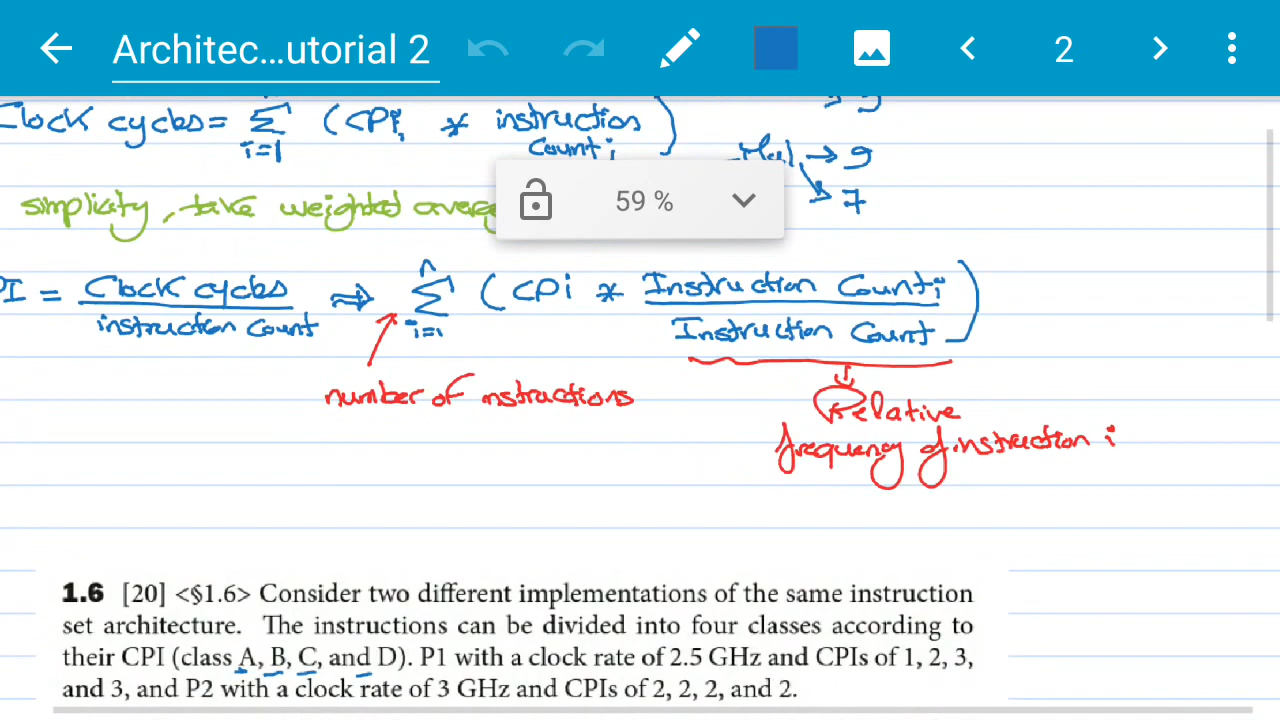 Architec...utorial 2
2
Clock cycles = Σ (CPIi * instruction
i=1
Count i
→ 9
7
59 %
simplicity, take weighted averag
PI = Clock cycles ⇒ Σ (CPi * Instruction Count i)
instruction Count
n
i=1
Instruction Count
number of instructions
Relative
frequency of instruction i
1.6 [20] <$1.6> Consider two different implementations of the same instruction
set architecture. The instructions can be divided into four classes according to
their CPI (class A, B, C, and D). P1 with a clock rate of 2.5 GHz and CPIs of 1, 2, 3,
and 3, and P2 with a clock rate of 3 GHz and CPIs of 2, 2, 2, and 2.